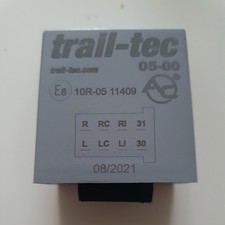 trail-tec
trail-tec.com
05-00
E8 10R-05 11409
R RC RI 31
L LC LI 30
08/2021